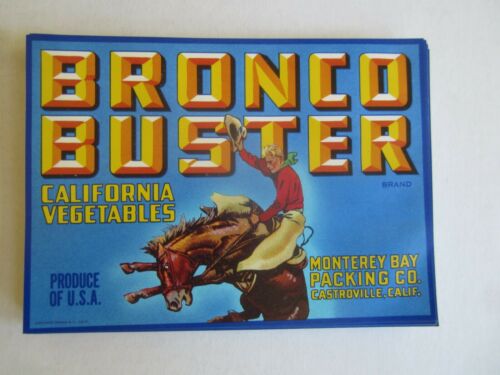 BRONCO
BUSTER
BRAND
CALIFORNIA
VEGETABLES
PRODUCE
OF U.S.A.
MONTEREY BAY
PACKING CO.
CASTROVILLE, CALIF.